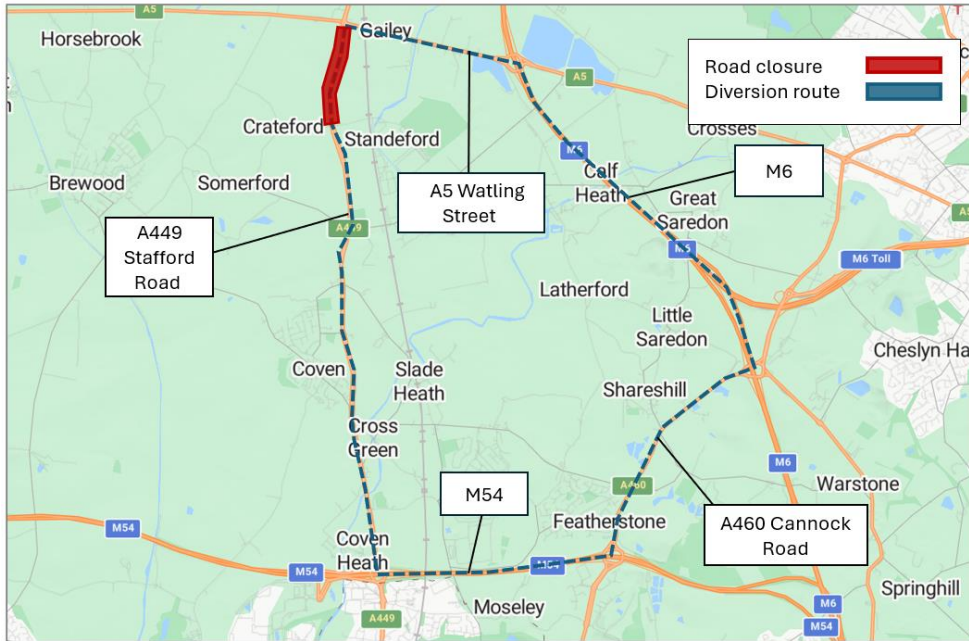 A5
Horsebrook
Gailey
Road closure
Diversion route
A5
Crosses
Crateford
Standeford
M6
Calf
Heath
M6
Brewood
Somerford
A5 Watling
Street
Great
Saredon
A449
Stafford
Road
A449
M6
M6 Toll
Latherford
Little
Saredon
Cheslyn Ha
Coven
Slade
Heath
Shareshill
Cross
Green
M54
M6
A460
Warstone
M54
Featherstone
A460 Cannock
Road
Coven
Heath
M54
M54
Springhill
Moseley
A449
M6
M54